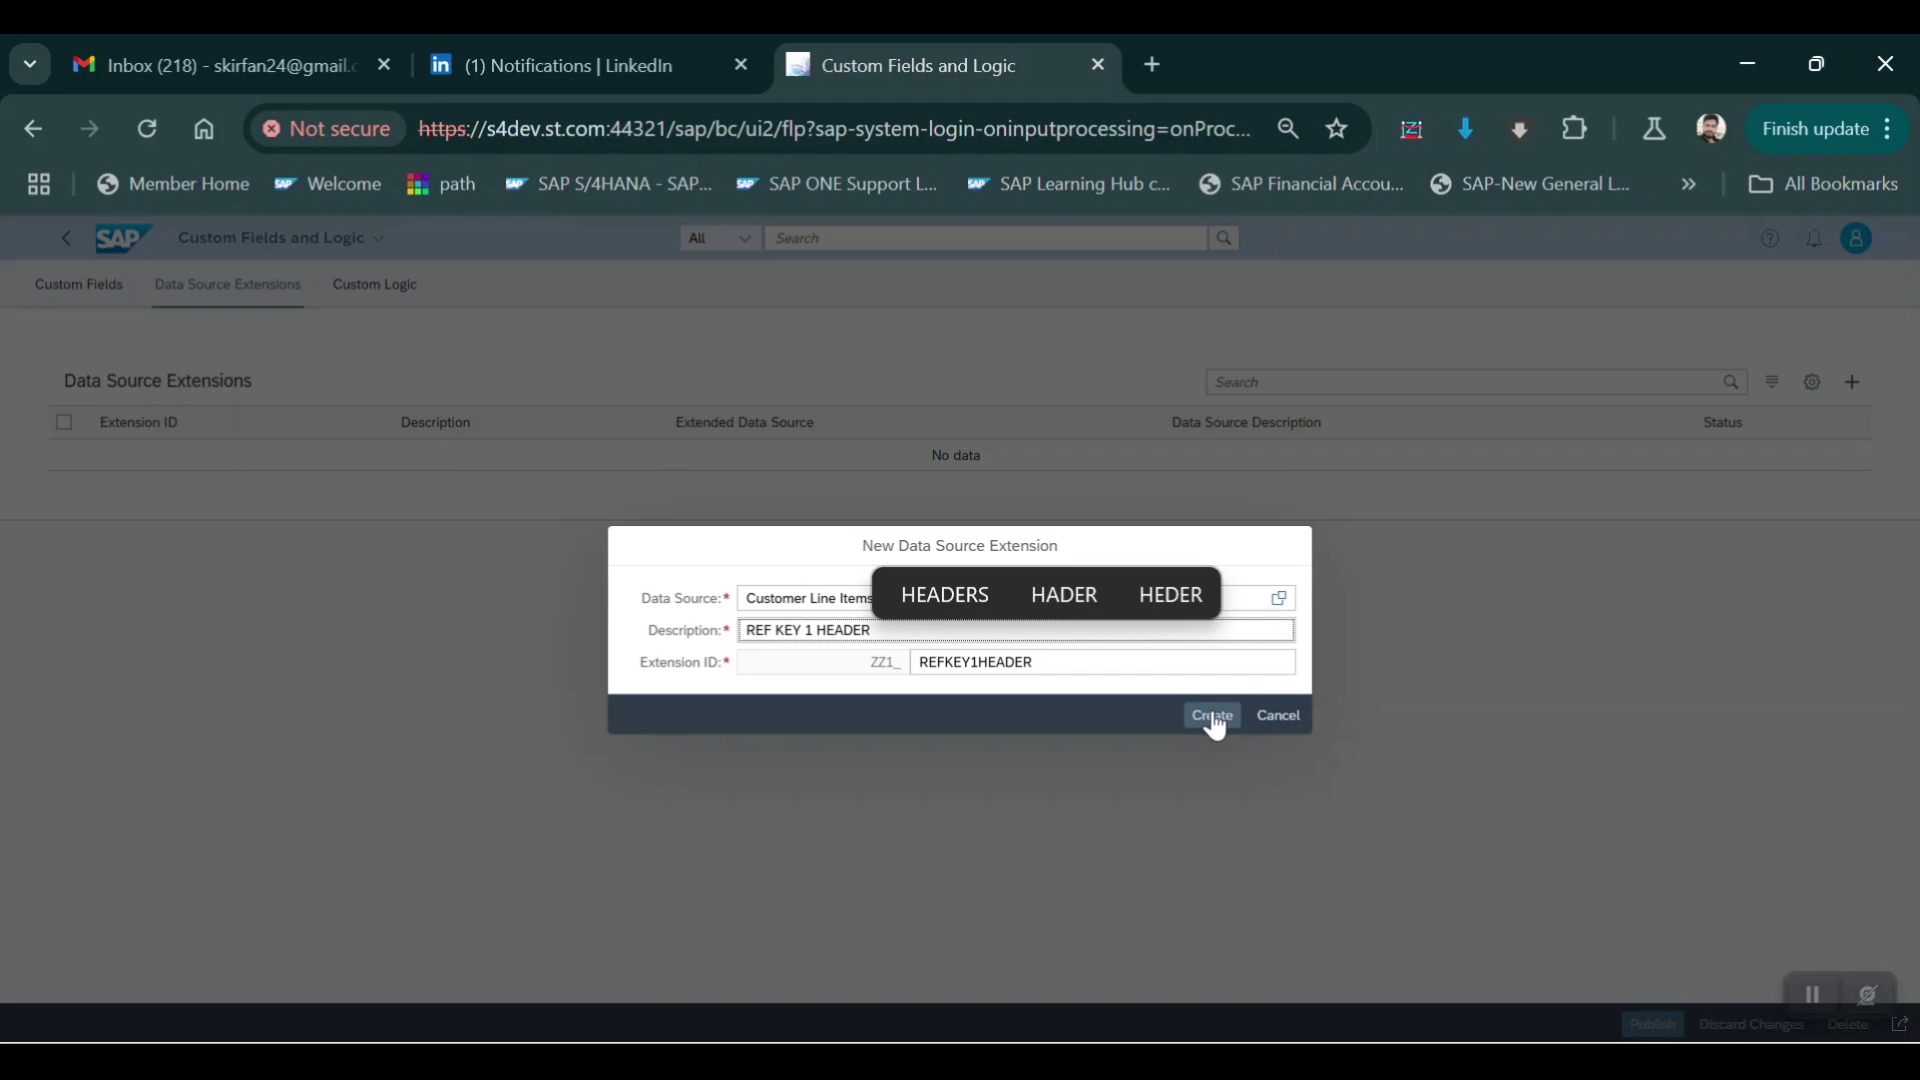 Inbox (218) - skirfan24@gmail.c
(1) Notifications | LinkedIn
Custom Fields and Logic
Not secure https://s4dev.st.com:44321/sap/bc/ui2/flp?sap-system-login-oninputprocessing=onProc...
Finish update
Member Home
Welcome
path
SAP S/4HANA - SAP...
SAP ONE Support L...
SAP Learning Hub c...
SAP Financial Accou...
SAP-New General L...
All Bookmarks
SAP Custom Fields and Logic
All Search
Custom Fields Data Source Extensions Custom Logic
Data Source Extensions
Search
Extension ID Description Extended Data Source Data Source Description Status
No data
New Data Source Extension
HEADERS HADER HEDER
Data Source:* Customer Line Items
Description:* REF KEY 1 HEADER
Extension ID:* ZZ1_ REFKEY1HEADER
Create Cancel
Publish Discard Changes Delete